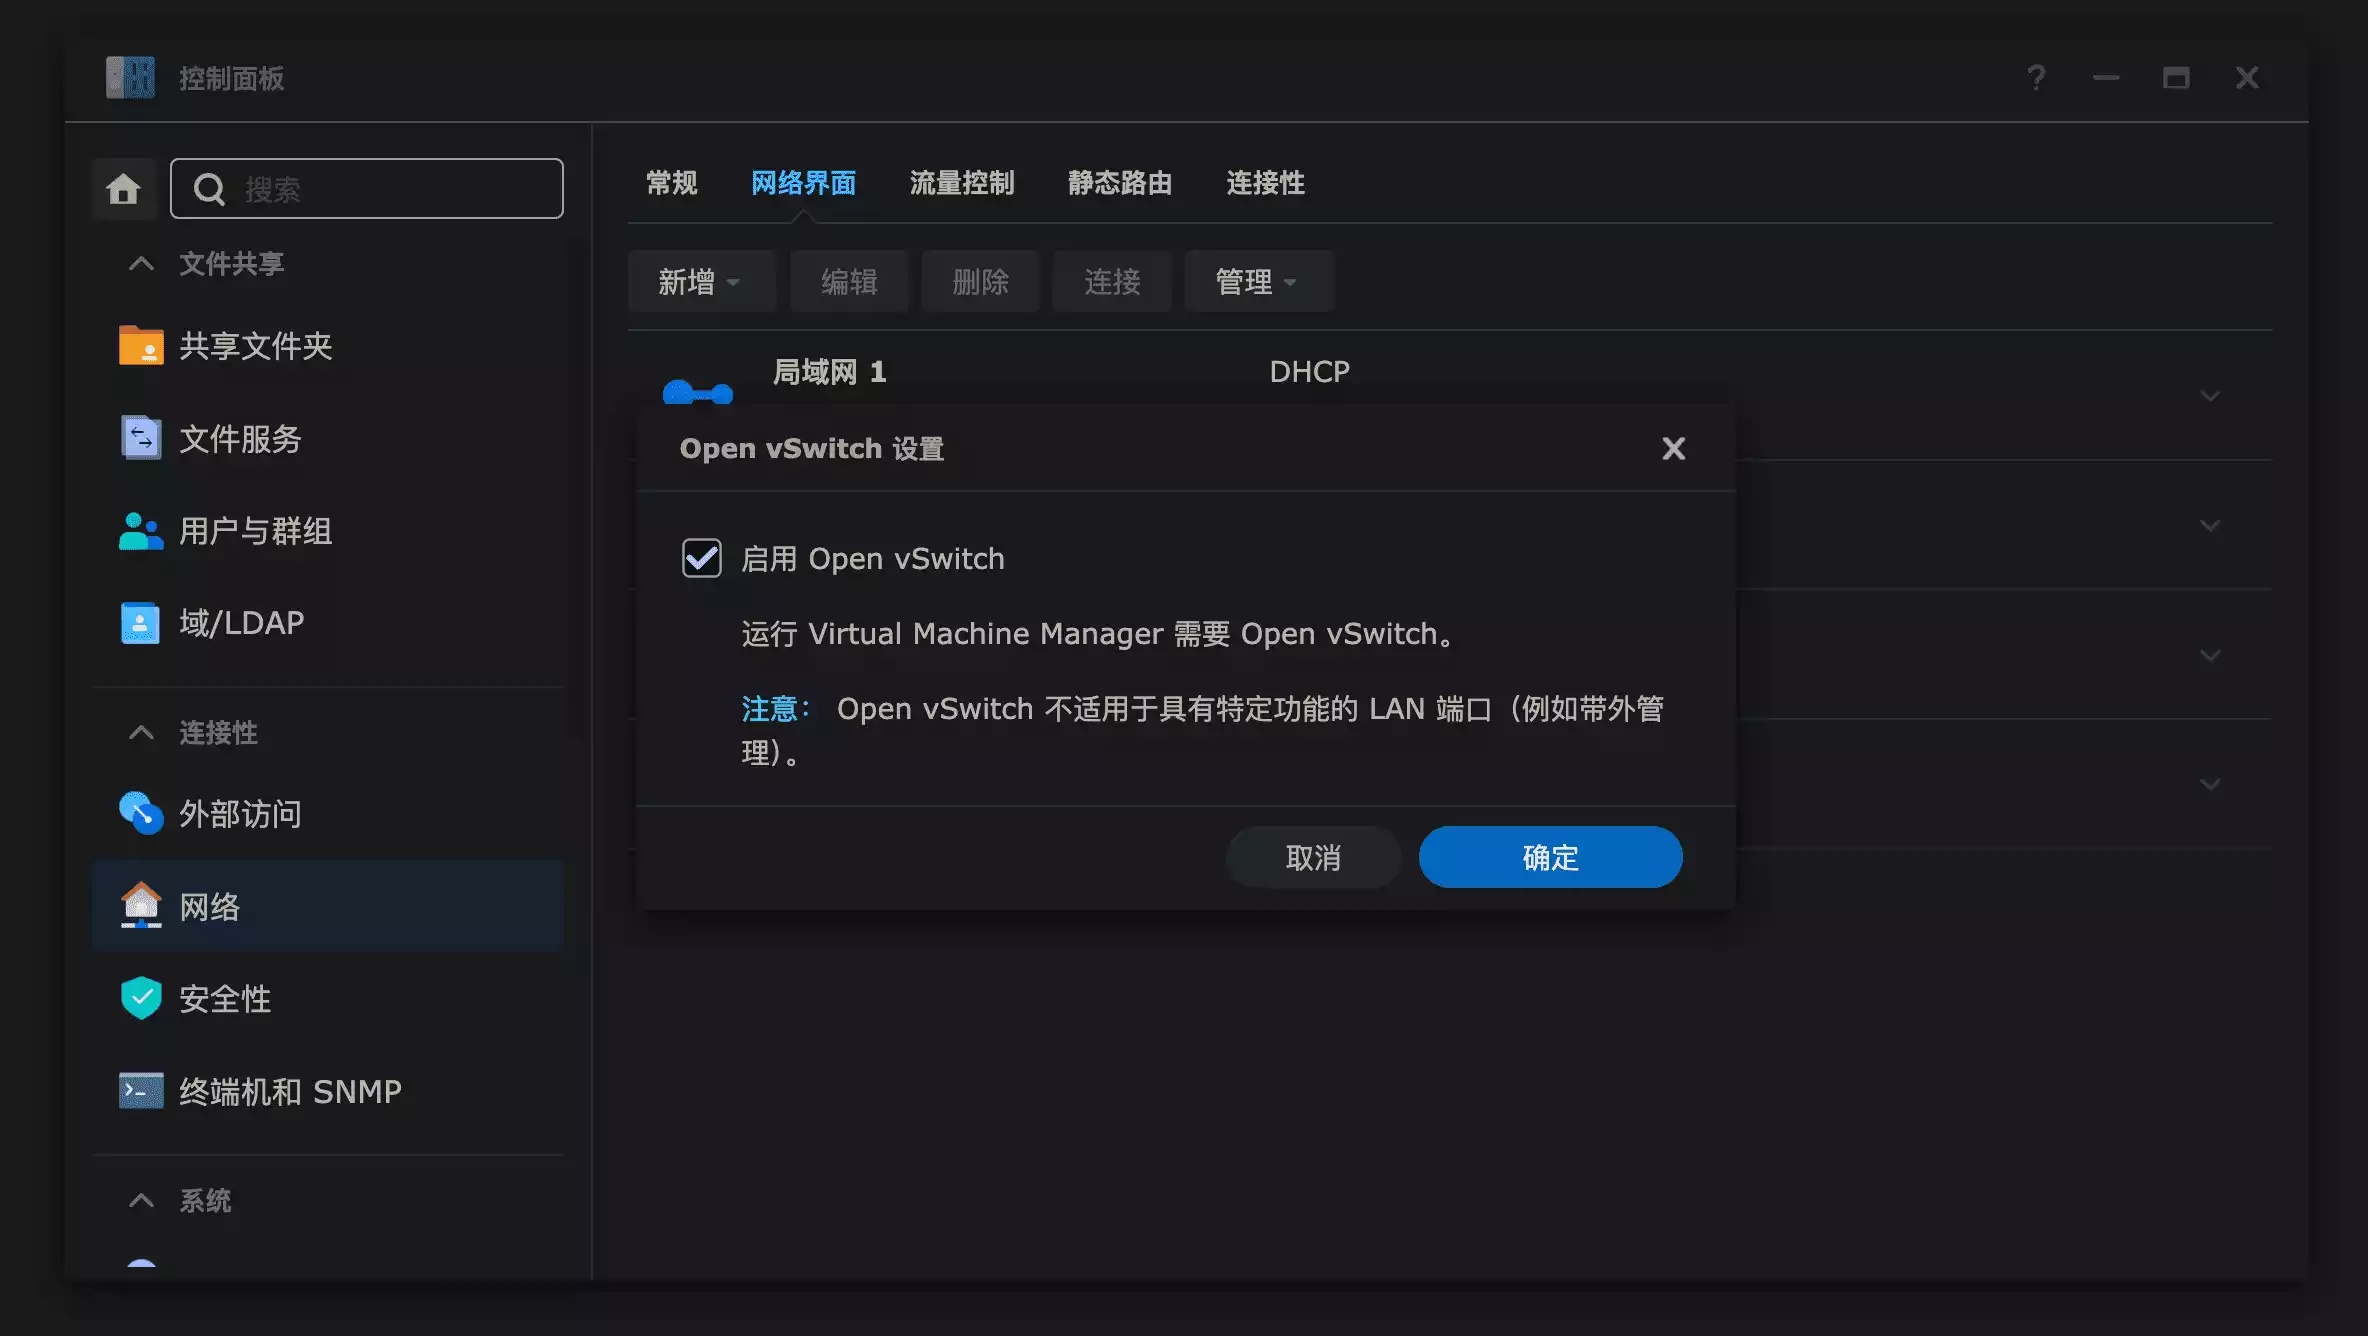 控制面板
搜索
文件共享
共享文件夹
文件服务
用户与群组
域/LDAP
连接性
外部访问
网络
安全性
终端机和 SNMP
系统
常规 网络界面 流量控制 静态路由 连接性
新增 编辑 删除 连接 管理
局域网 1 DHCP
Open vSwitch 设置
启用 Open vSwitch
运行 Virtual Machine Manager 需要 Open vSwitch。
注意： Open vSwitch 不适用于具有特定功能的 LAN 端口（例如带外管
理）。
取消 确定